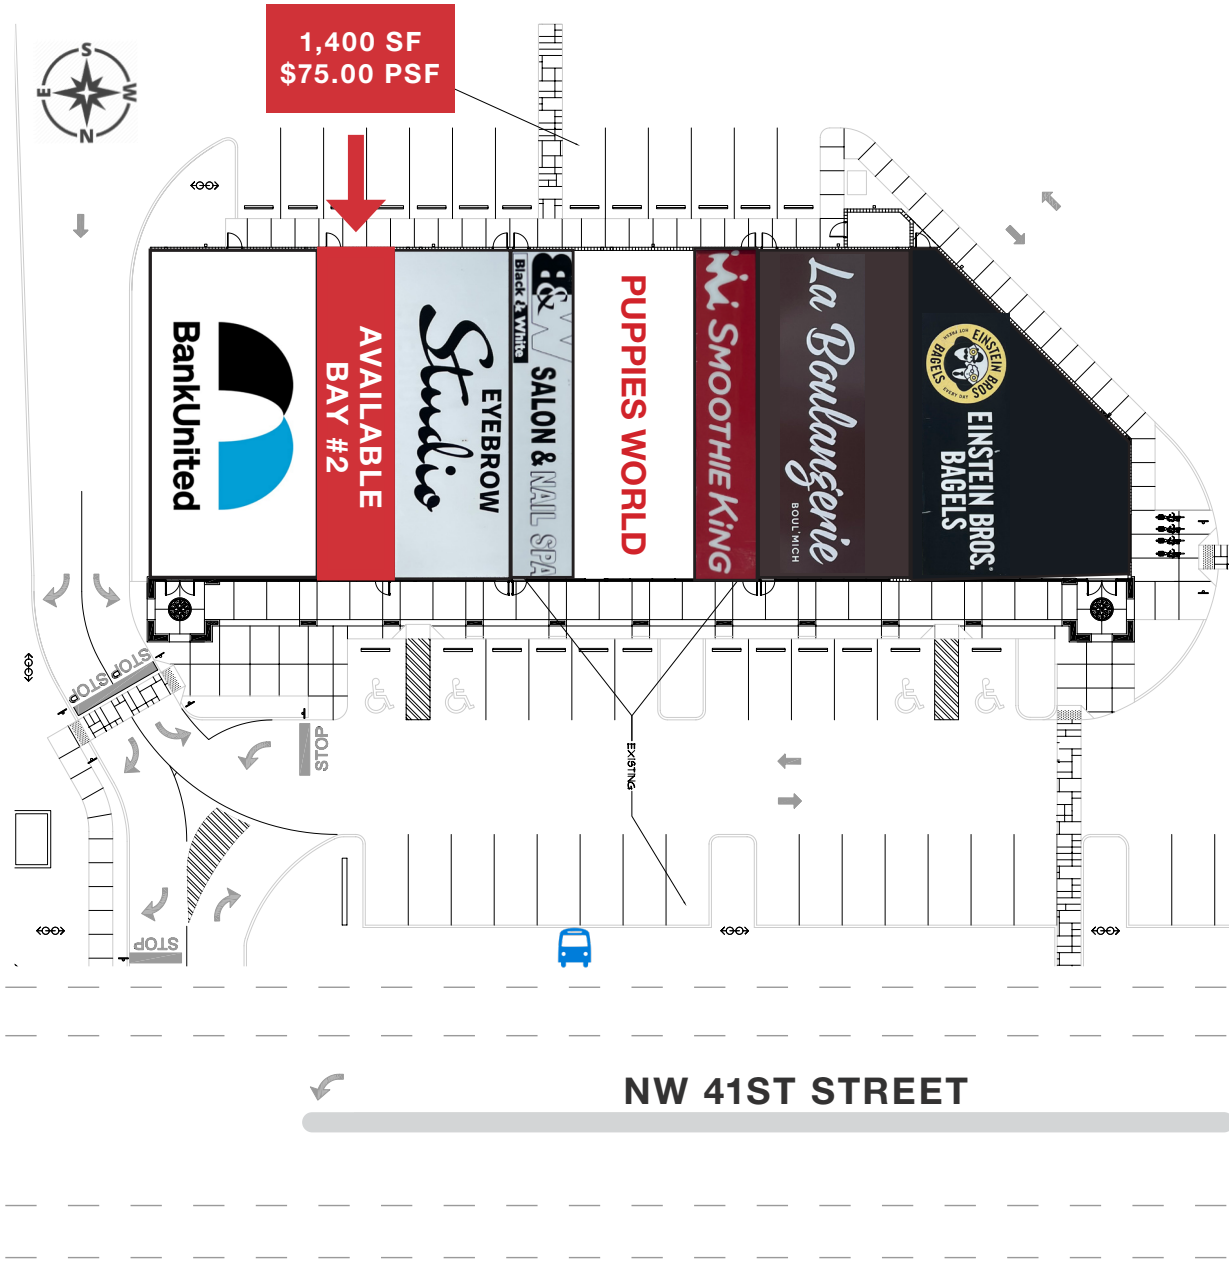 1,400 SF
$75.00 PSF
S
E
W
N
BankUnited
AVAILABLE
BAY #2
EYEBROW
Studio
B&W
Black & White
SALON & NAIL SPA
PUPPIES WORLD
SMOOTHIE KING
La Boulangerie
BOUL'MICH
EINSTEIN BROS.
BAGELS
EINSTEIN BROS.
BAGELS
STOP
STOP
STOP
EXISTING
STOP
NW 41ST STREET